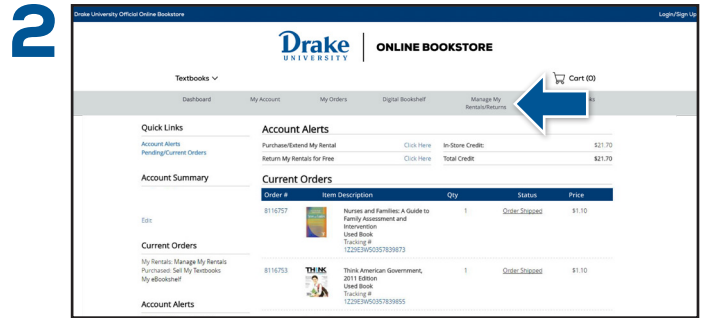 2
Drake University Official Online Bookstore
Login/Sign Up
Drake
UNIVERSITY
ONLINE BOOKSTORE
Textbooks
Cart (0)
Dashboard
My Account
My Orders
Digital Bookshelf
Manage My
Rentals/Returns
Quick Links
Account Alerts
Pending/Current Orders
Account Summary
Edit
Current Orders
My Rentals: Manage My Rentals
Purchased: Sell My Textbooks
My eBookshelf
Account Alerts
Account Alerts
Purchase/Extend My Rental Click Here In-Store Credit: $21.70
Return My Rentals for Free Click Here Total Credit $21.70
Current Orders
Order # Item Description Qty Status Price
8116757 Nurses and Families: A Guide to 1 Order Shipped $1.10
Family Assessment and
Intervention
Used Book
Tracking #
1Z29E3W50357839873
8116753 THINK Think American Government, 1 Order Shipped $1.10
2011 Edition
Used Book
Tracking #
1Z29E3W50357839855